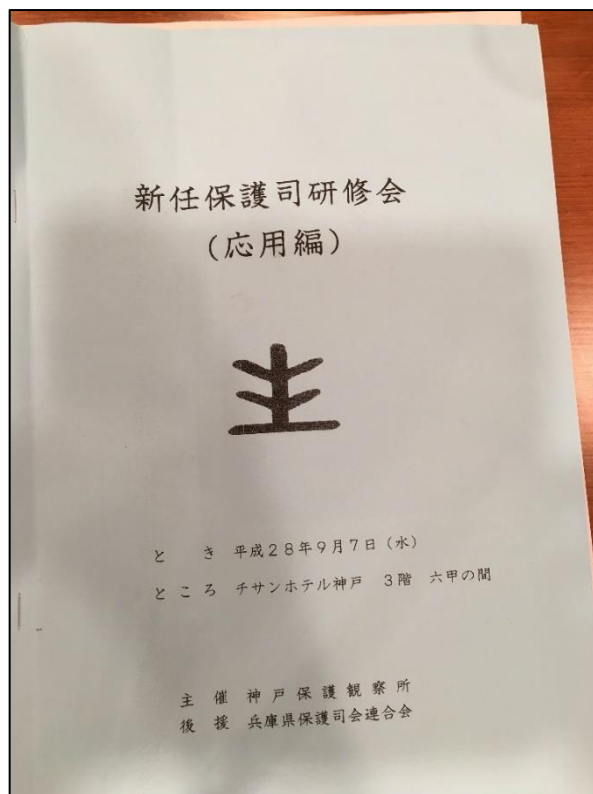 新任保護司研修会
(応用編)
とき 平成28年9月7日(水)
ところ チサンホテル神戸 3階 六甲の間
主催 神戸保護観察所
後援 兵庫県保護司会連合会